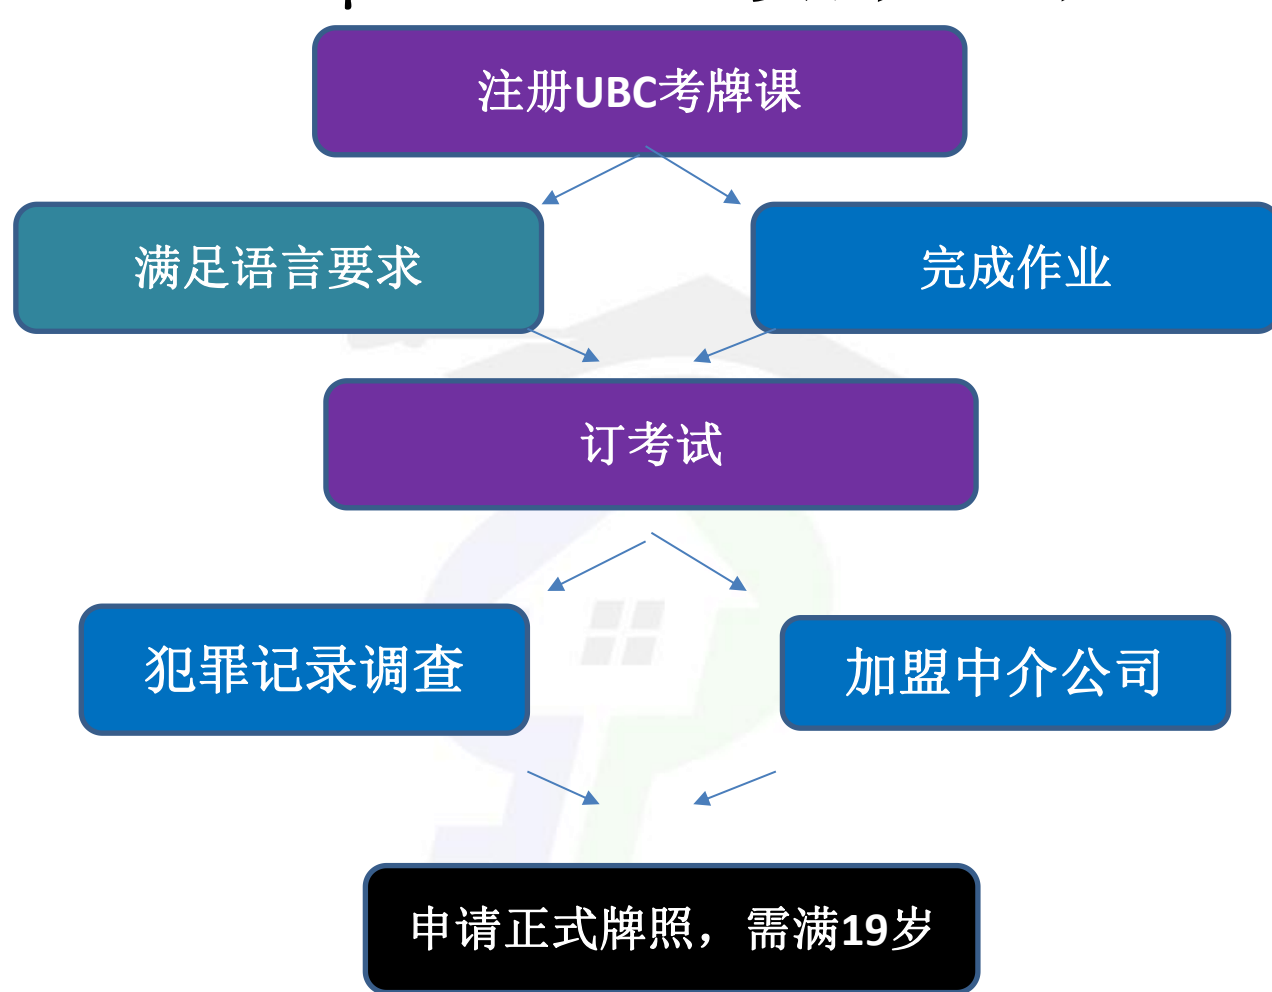 注册UBC考牌课
满足语言要求
完成作业
订考试
犯罪记录调查
加盟中介公司
申请正式牌照，需满19岁